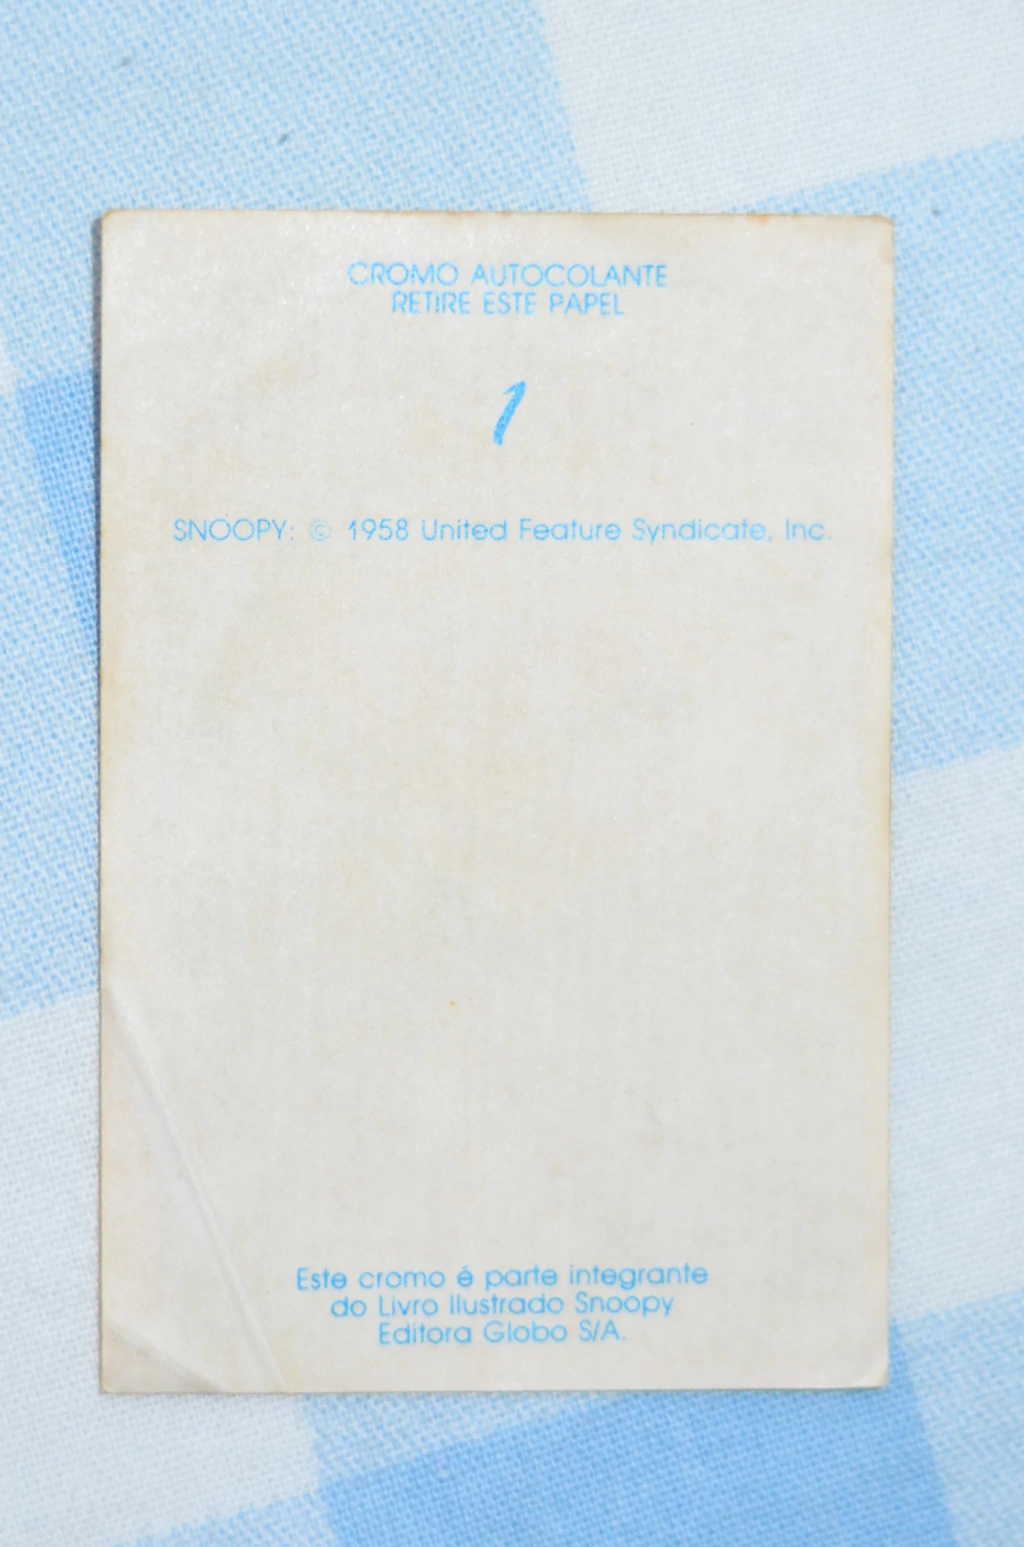 CROMO AUTOCOLANTE
RETIRE ESTE PAPEL
1
SNOOPY: © 1958 United Feature Syndicate, Inc.
Este cromo é parte integrante
do Livro Ilustrado Snoopy
Editora Globo S/A.